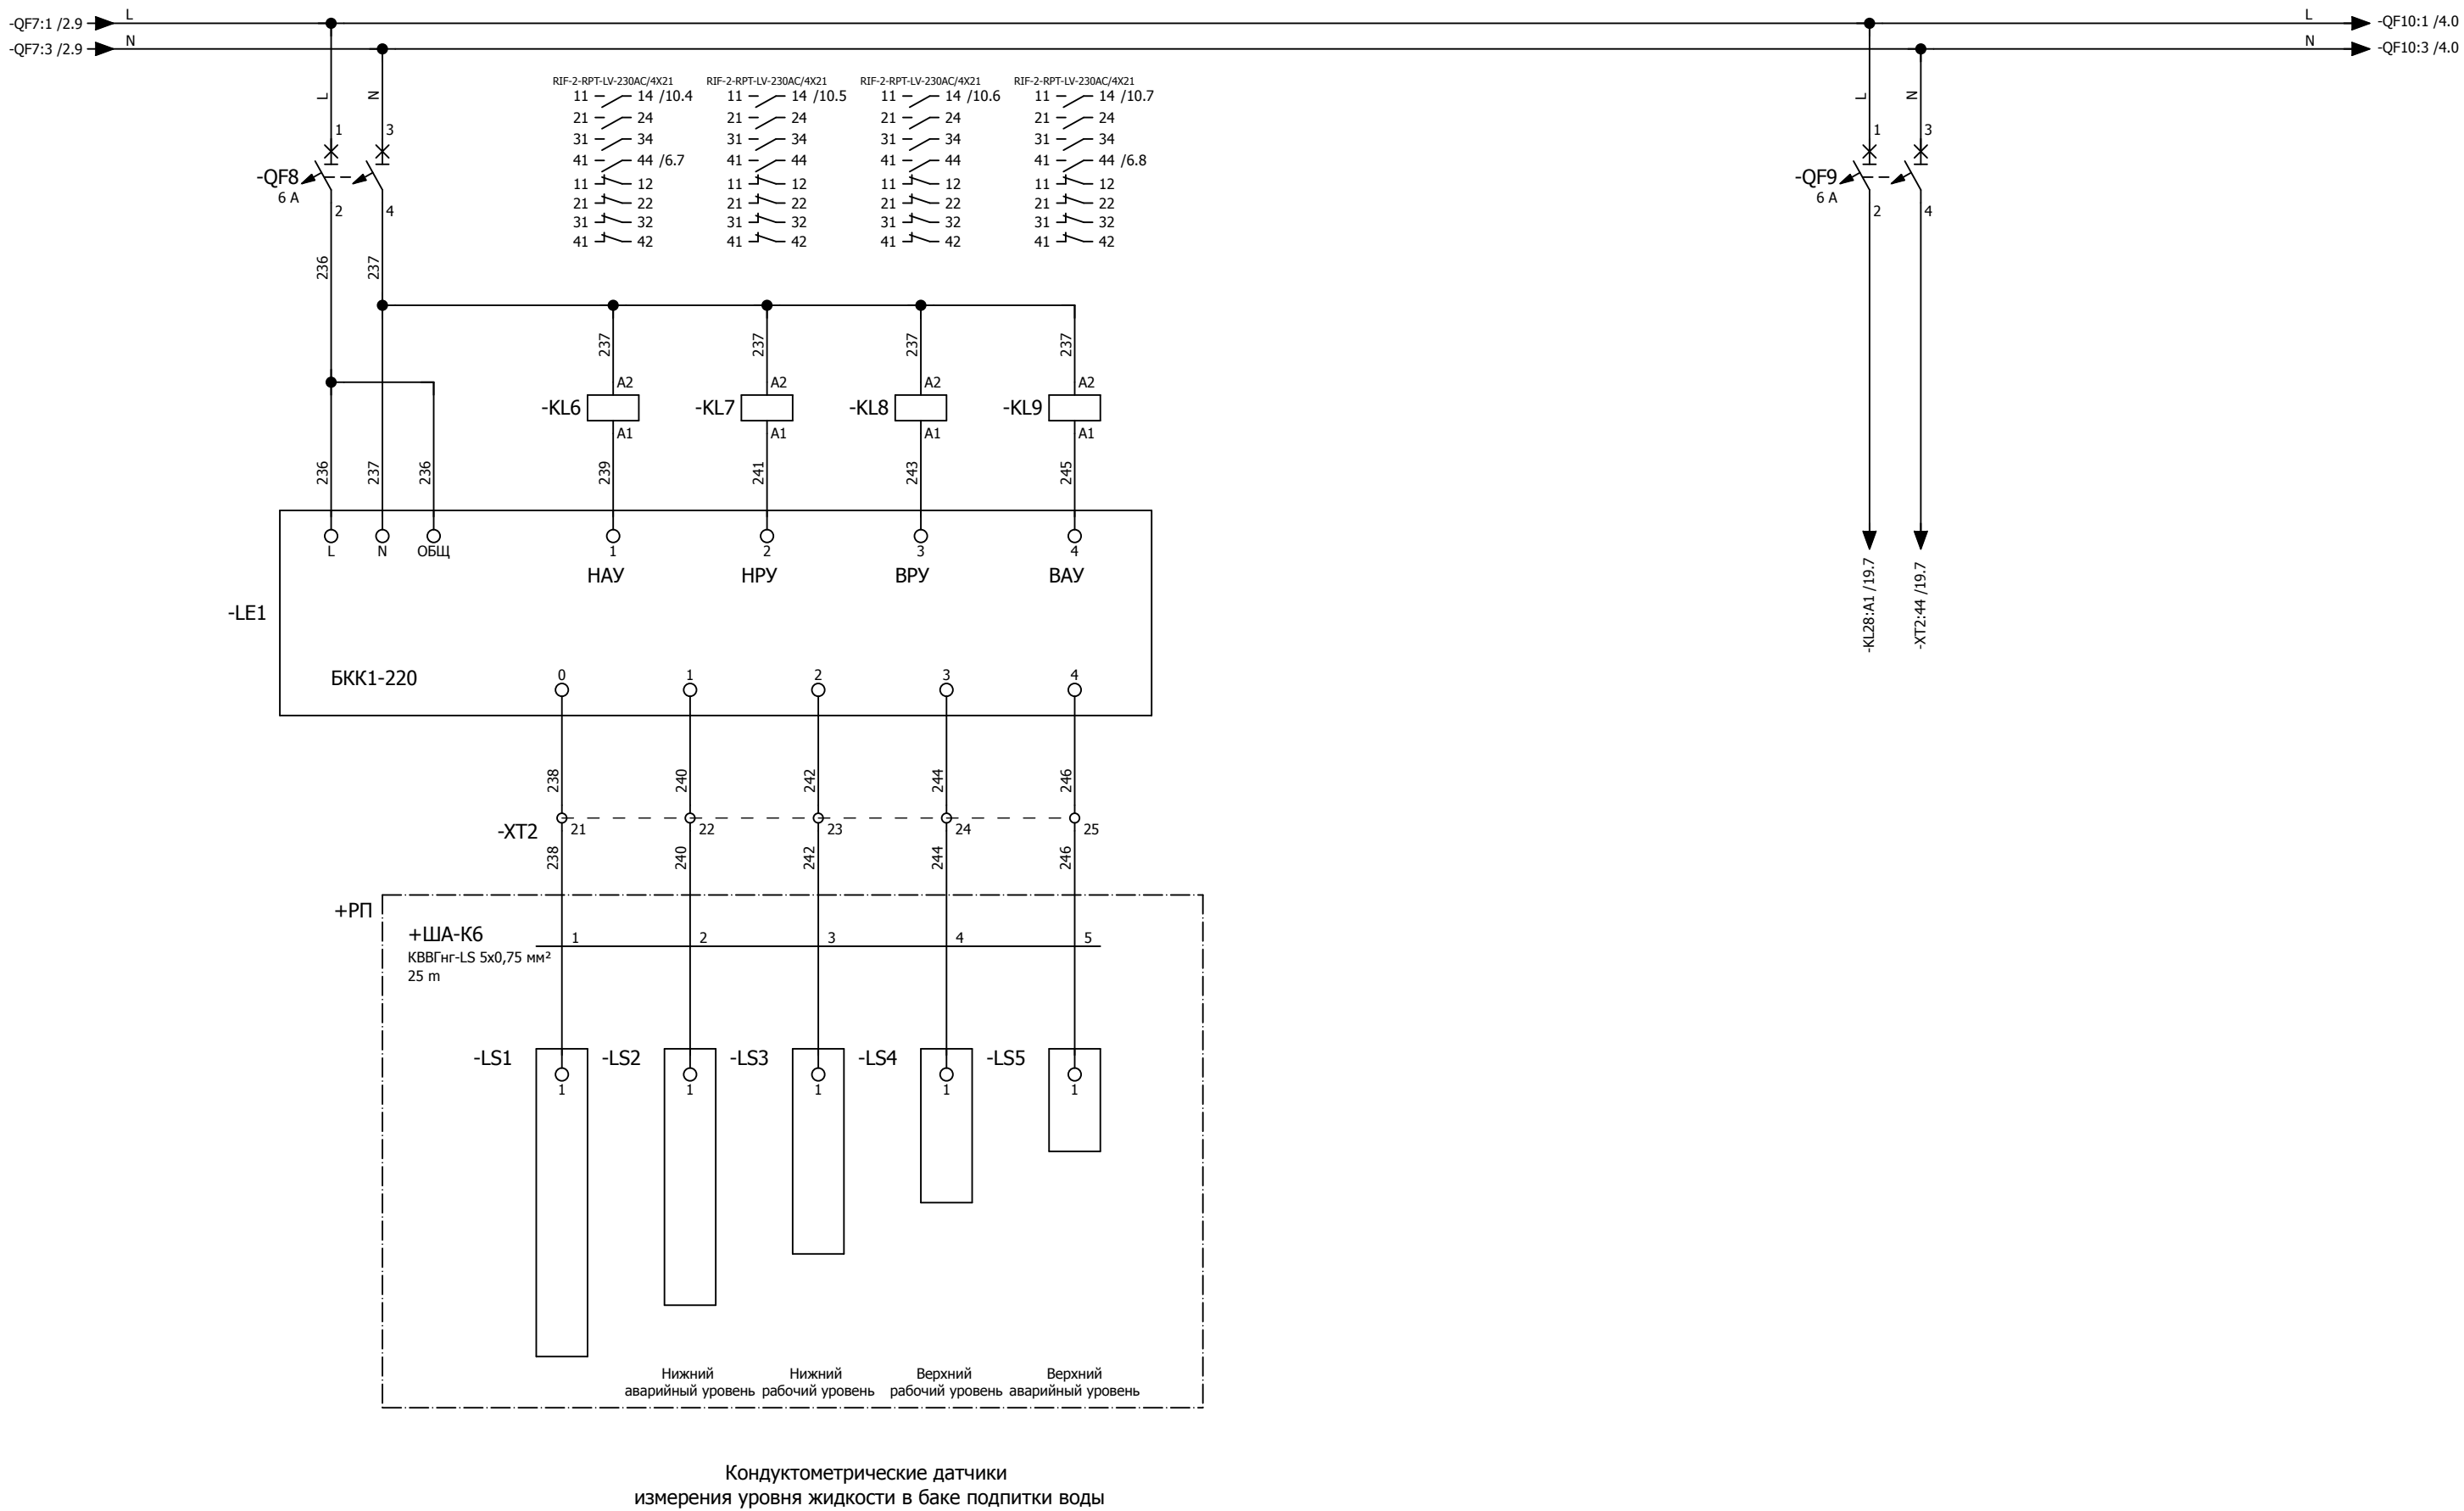 -QF7:1 /2.9
L
L
-QF10:1 /4.0
-QF7:3 /2.9
N
N
-QF10:3 /4.0
RIF-2-RPT-LV-230AC/4X21
11 14 /10.4
21 24
31 34
41 44 /6.7
11 12
21 22
31 32
41 42
RIF-2-RPT-LV-230AC/4X21
11 14 /10.5
21 24
31 34
41 44
11 12
21 22
31 32
41 42
RIF-2-RPT-LV-230AC/4X21
11 14 /10.6
21 24
31 34
41 44
11 12
21 22
31 32
41 42
RIF-2-RPT-LV-230AC/4X21
11 14 /10.7
21 24
31 34
41 44 /6.8
11 12
21 22
31 32
41 42
L N
1 3
-QF8
6 A
2 4
236 237
L N
1 3
-QF9
6 A
2 4
237 237 237 237
A2 A2 A2 A2
-KL6 -KL7 -KL8 -KL9
A1 A1 A1 A1
236 237 236 239 241 243 245
L N ОБЩ 1 2 3 4
НАУ НРУ ВРУ ВАУ
-LE1
БКК1-220
0 1 2 3 4
-KL28:A1 /19.7
-XT2:44 /19.7
238 240 242 244 246
-XT2 21 22 23 24 25
238 240 242 244 246
+РП
+ША-К6
1 2 3 4 5
КВВГнг-LS 5х0,75 мм²
25 m
-LS1 -LS2 -LS3 -LS4 -LS5
1 1 1 1 1
Нижний
аварийный уровень
Нижний
рабочий уровень
Верхний
рабочий уровень
Верхний
аварийный уровень
Кондуктометрические датчики
измерения уровня жидкости в баке подпитки воды